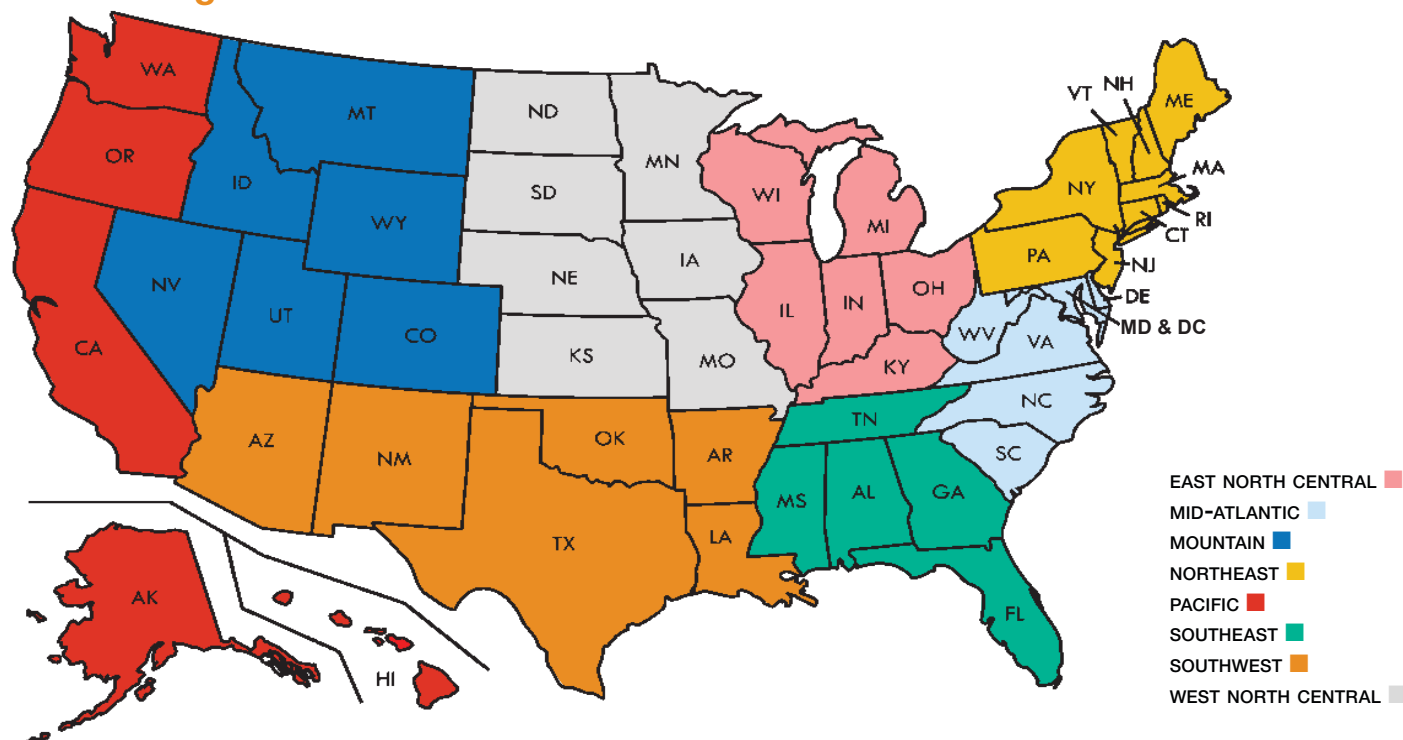 WA
OR
CA
AK
HI
MT
ID
WY
NV
UT
CO
ND
SD
NE
KS
MN
IA
MO
WI
MI
IL
IN
OH
KY
AZ
NM
TX
OK
AR
LA
TN
MS
AL
GA
FL
WV
VA
NC
SC
DE
MD & DC
PA
NJ
NY
CT
RI
MA
VT
NH
ME
EAST NORTH CENTRAL
MID-ATLANTIC
MOUNTAIN
NORTHEAST
PACIFIC
SOUTHEAST
SOUTHWEST
WEST NORTH CENTRAL